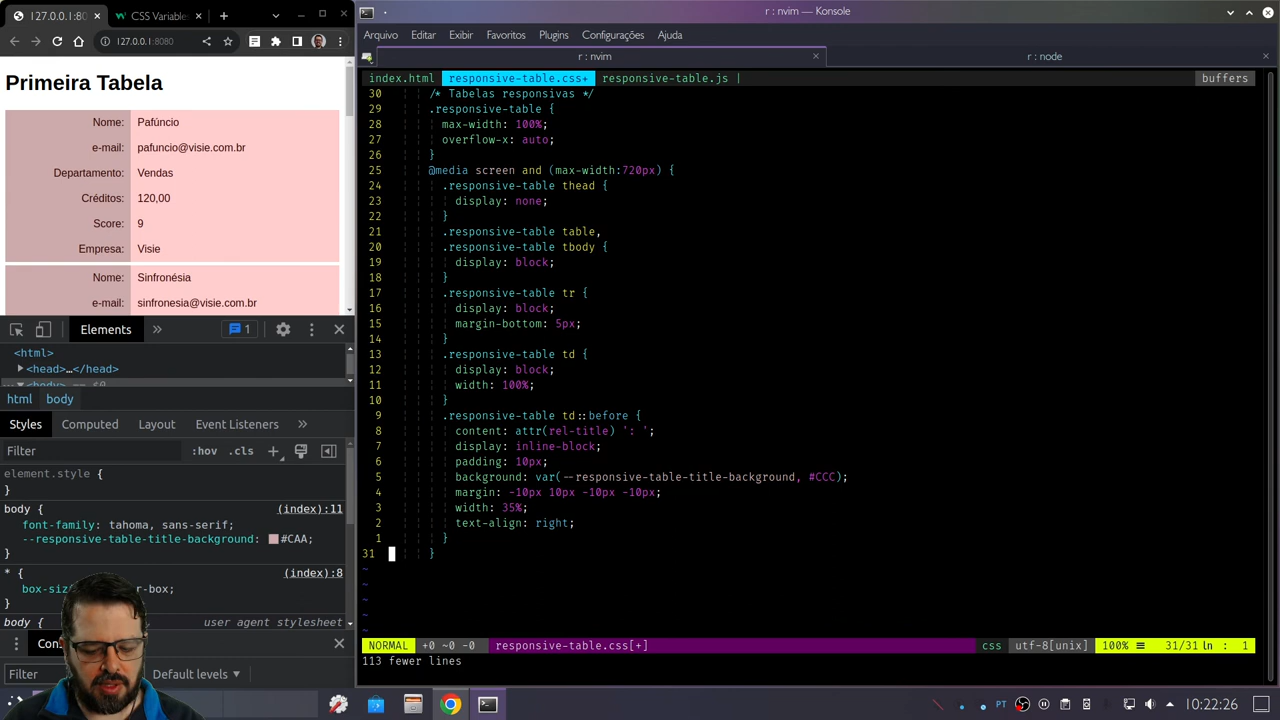 127.0.0.1:80
CSS Variable
r : nvim — Konsole
127.0.0.1:8080
Arquivo Editar Exibir Favoritos Plugins Configurações Ajuda
r : nvim
r : node
index.html responsive-table.css+ responsive-table.js |
buffers
Primeira Tabela
Nome: Pafúncio
e-mail: pafuncio@visie.com.br
Departamento: Vendas
Créditos: 120,00
Score: 9
Empresa: Visie
Nome: Sinfronésia
e-mail: sinfronesia@visie.com.br
Elements
1
<html>
<head>…</head>
<body> == $0
html body
Styles Computed Layout Event Listeners
Filter
:hov .cls
element.style {
}
body { (index):11
font-family: tahoma, sans-serif;
--responsive-table-title-background: #CAA;
}
* { (index):8
}
body { user agent stylesheet
Filter
Default levels
30 /* Tabelas responsivas */
29 .responsive-table {
28 max-width: 100%;
27 overflow-x: auto;
26 }
25 @media screen and (max-width:720px) {
24 .responsive-table thead {
23 display: none;
22 }
21 .responsive-table table,
20 .responsive-table tbody {
19 display: block;
18 }
17 .responsive-table tr {
16 display: block;
15 margin-bottom: 5px;
14 }
13 .responsive-table td {
12 display: block;
11 width: 100%;
10 }
9 .responsive-table td::before {
8 content: attr(rel-title) ': ';
7 display: inline-block;
6 padding: 10px;
5 background: var(--responsive-table-title-background, #CCC);
4 margin: -10px 10px -10px -10px;
3 width: 35%;
2 text-align: right;
1 }
31 }
~
~
~
~
~
NORMAL +0 ~0 -0 responsive-table.css[+]
css utf-8[unix] 100% ≡ 31/31 ln : 1
113 fewer lines
PT
10:22:26